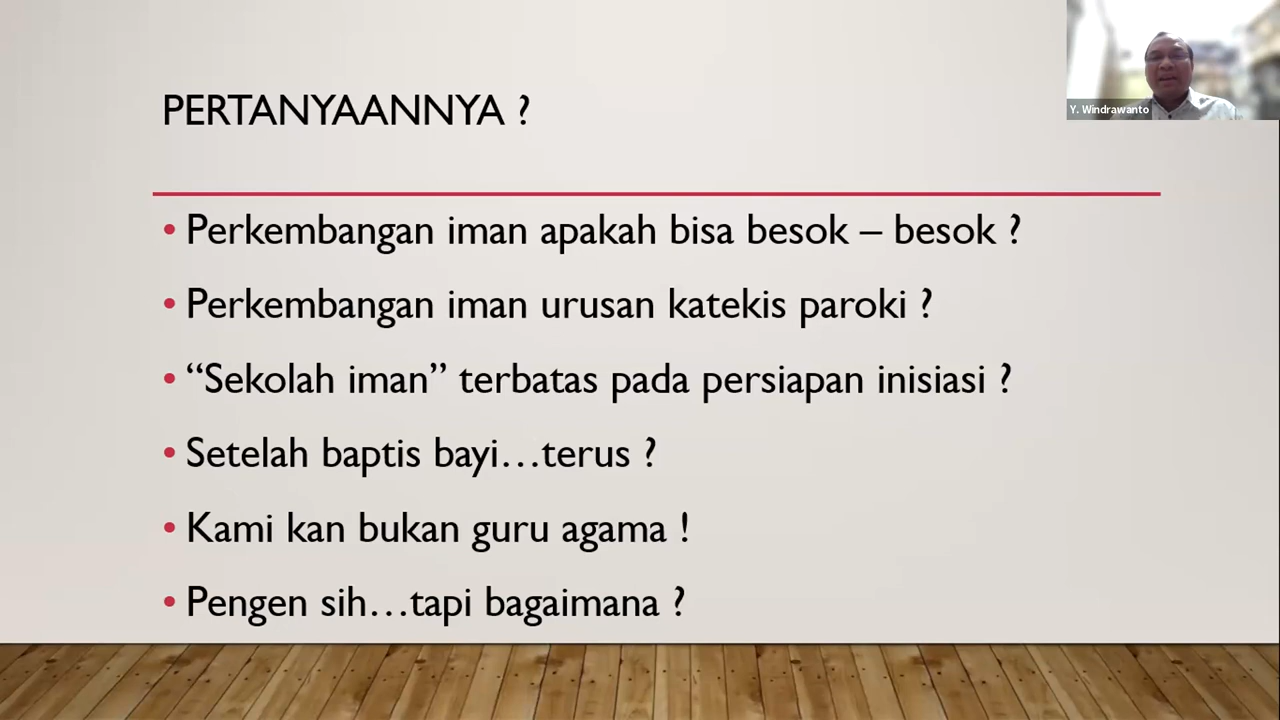 PERTANYAANNYA ?
Y. Windrawanto
• Perkembangan iman apakah bisa besok – besok ?
• Perkembangan iman urusan katekis paroki ?
• “Sekolah iman” terbatas pada persiapan inisiasi ?
• Setelah baptis bayi…terus ?
• Kami kan bukan guru agama !
• Pengen sih…tapi bagaimana ?